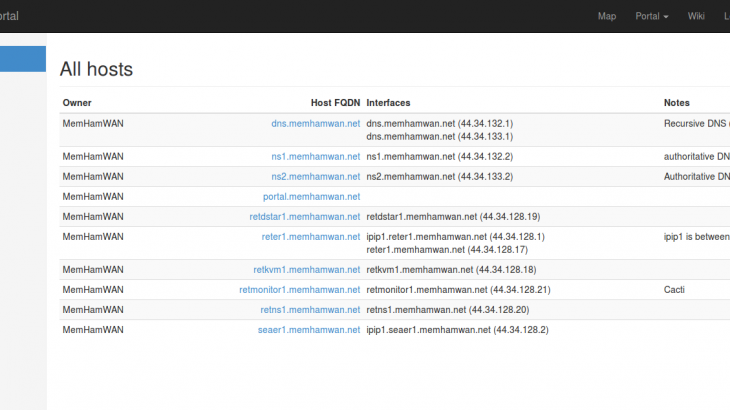 Map Portal Wiki
All hosts
Owner Host FQDN Interfaces Notes
MemHamWAN dns.memhamwan.net dns.memhamwan.net (44.34.132.1) Recursive DNS
dns.memhamwan.net (44.34.133.1)
MemHamWAN ns1.memhamwan.net ns1.memhamwan.net (44.34.132.2) authoritative DN
MemHamWAN ns2.memhamwan.net ns2.memhamwan.net (44.34.133.2) Authoritative DN
MemHamWAN portal.memhamwan.net
MemHamWAN retdstar1.memhamwan.net retdstar1.memhamwan.net (44.34.128.19)
MemHamWAN reter1.memhamwan.net ipip1.reter1.memhamwan.net (44.34.128.1) ipip1 is between
reter1.memhamwan.net (44.34.128.17)
MemHamWAN retkvm1.memhamwan.net retkvm1.memhamwan.net (44.34.128.18)
MemHamWAN retmonitor1.memhamwan.net retmonitor1.memhamwan.net (44.34.128.21) Cacti
MemHamWAN retns1.memhamwan.net retns1.memhamwan.net (44.34.128.20)
MemHamWAN seaer1.memhamwan.net ipip1.seaer1.memhamwan.net (44.34.128.2)